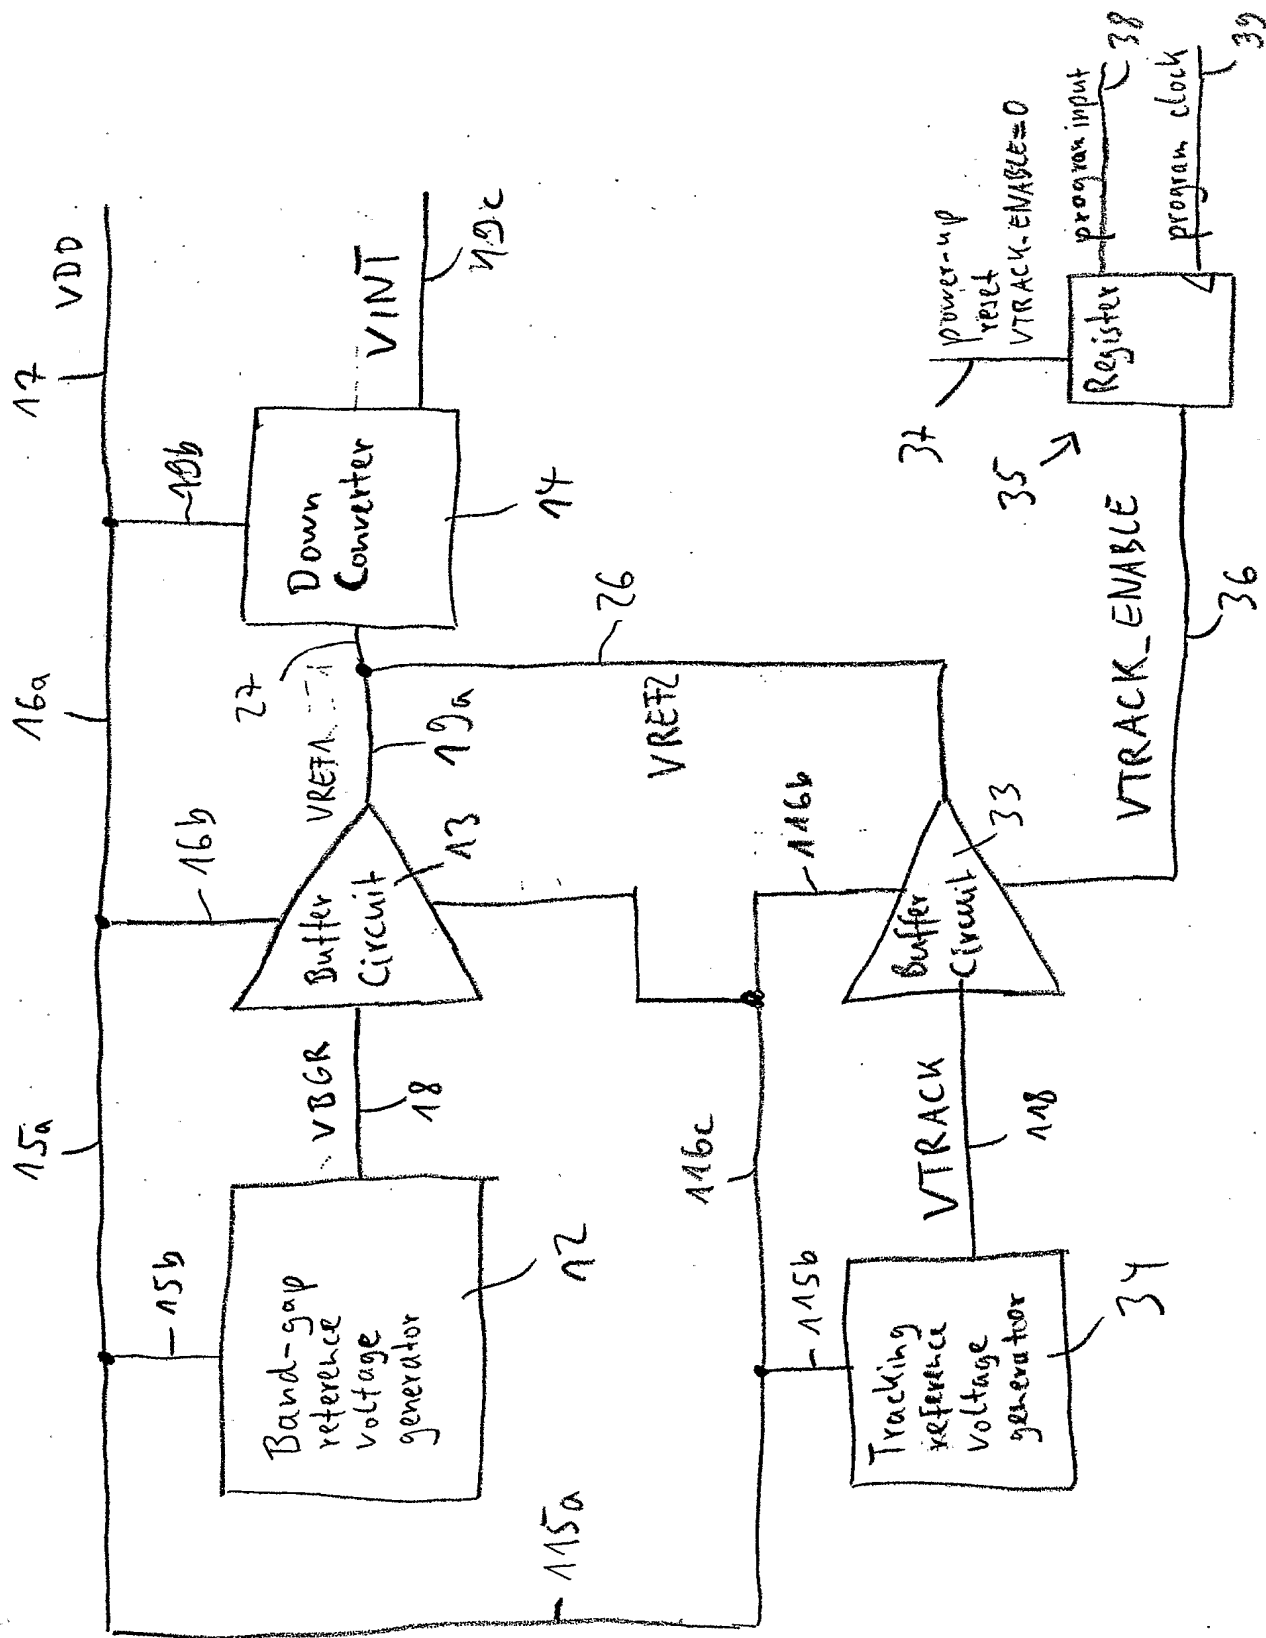 17
VDD
16a
15a
19b
16b
15b
115a
Down
Converter
14
VINT
19c
27
VREF1
19a
Buffer
Circuit
13
VBGR
18
Band-gap
reference
voltage
generator
12
26
VREF2
116b
116c
115b
Buffer
Circuit
33
VTRACK
118
Tracking
reference
voltage
generator
34
VTRACK_ENABLE
36
35
Register
37
power-up
reset
VTRACK-ENABLE=0
program input
38
program clock
39